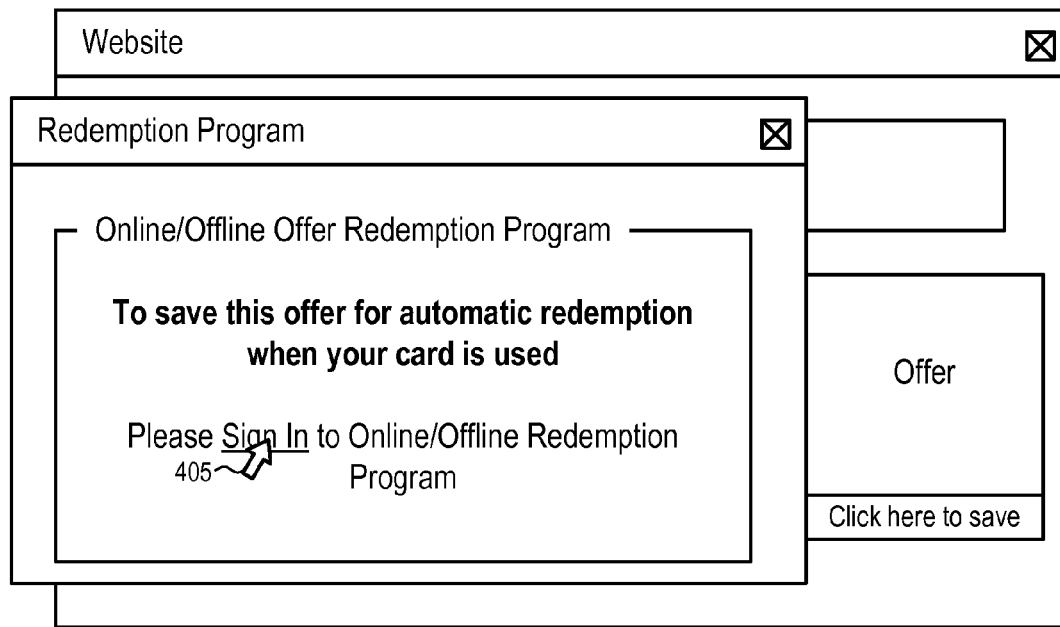 Website
Redemption Program
Online/Offline Offer Redemption Program
To save this offer for automatic redemption
when your card is used
Please Sign In to Online/Offline Redemption
405
Program
Offer
Click here to save